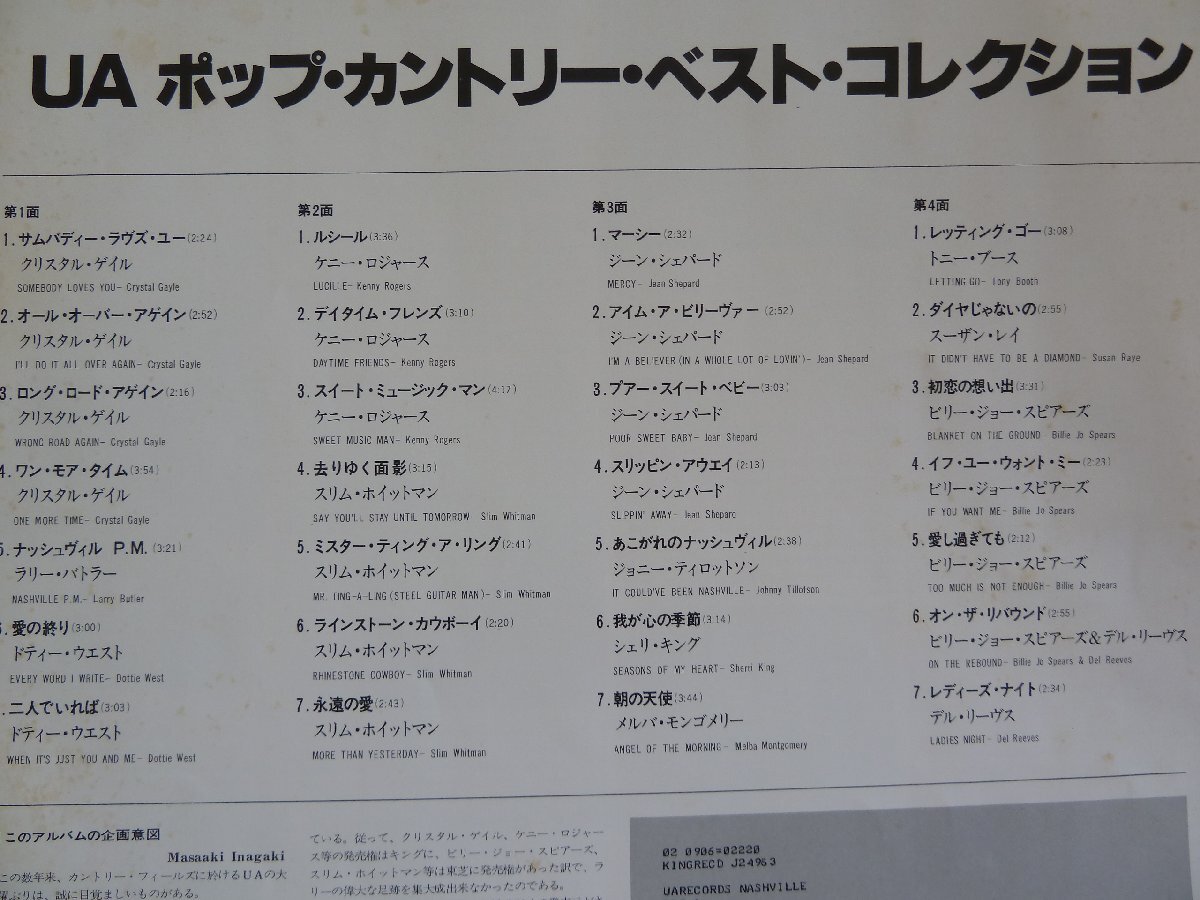 UA ポップ・カントリー・ベスト・コレクション
第1面
1.サムバディー・ラヴズ・ユー(2:24)
クリスタル・ゲイル
SOMEBODY LOVES YOU– Crystal Gayle
2.オール・オーバー・アゲイン(2:52)
クリスタル・ゲイル
I'LL DO IT ALL OVER AGAIN– Crystal Gayle
3.ロング・ロード・アゲイン(2:16)
クリスタル・ゲイル
WRONG ROAD AGAIN– Crystal Gayle
4.ワン・モア・タイム(3:54)
クリスタル・ゲイル
ONE MORE TIME– Crystal Gayle
5.ナッシュヴィル P.M.(3:21)
ラリー・バトラー
NASHVILLE P.M.– Larry Butler
6.愛の終り(3:00)
ドティー・ウエスト
EVERY WORD I WRITE– Dottie West
.二人でいれば(3:03)
ドティー・ウエスト
WHEN IT'S JUST YOU AND ME– Dottie West
第2面
1.ルシール(3:36)
ケニー・ロジャース
LUCILLE– Kenny Rogers
2.デイタイム・フレンズ(3:10)
ケニー・ロジャース
DAYTIME FRIENDS– Kenny Rogers
3.スイート・ミュージック・マン(4:12)
ケニー・ロジャース
SWEET MUSIC MAN– Kenny Rogers
4.去りゆく面影(3:15)
スリム・ホイットマン
SAY YOU'LL STAY UNTIL TOMORROW– Slim Whitman
5.ミスター・ティング・ア・リング(2:41)
スリム・ホイットマン
MR. TING-A-LING (STEEL GUITAR MAN)– Slim Whitman
6.ラインストーン・カウボーイ(2:20)
スリム・ホイットマン
RHINESTONE COWBOY– Slim Whitman
7.永遠の愛(2:43)
スリム・ホイットマン
MORE THAN YESTERDAY– Slim Whitman
第3面
1.マーシー(2:32)
ジーン・シェパード
MERCY– Jean Shepard
2.アイム・ア・ビリーヴァー(2:52)
ジーン・シェパード
I'M A BELIEVER (IN A WHOLE LOT OF LOVIN')– Jean Shepard
3.プアー・スイート・ベビー(3:03)
ジーン・シェパード
POOR SWEET BABY– Jean Shepard
4.スリッピン・アウエイ(2:13)
ジーン・シェパード
SLIPPIN' AWAY– Jean Shepard
5.あこがれのナッシュヴィル(2:38)
ジョニー・ティロットソン
IT COULD'VE BEEN NASHVILLE– Johnny Tillotson
6.我が心の季節(3:14)
シェリ・キング
SEASONS OF MY HEART– Sherri King
7.朝の天使(3:44)
メルバ・モンゴメリー
ANGEL OF THE MORNING– Malba Montgomery
第4面
1.レッティング・ゴー(3:08)
トニー・ブース
LETTING GO– Tony Booth
2.ダイヤじゃないの(2:55)
スーザン・レイ
IT DIDN'T HAVE TO BE A DIAMOND– Susan Raye
3.初恋の想い出(3:31)
ビリー・ジョー・スピアーズ
BLANKET ON THE GROUND– Billie Jo Spears
4.イフ・ユー・ウォント・ミー(2:23)
ビリー・ジョー・スピアーズ
IF YOU WANT ME– Billie Jo Spears
5.愛し過ぎても(2:12)
ビリー・ジョー・スピアーズ
TOO MUCH IS NOT ENOUGH– Billie Jo Spears
6.オン・ザ・リバウンド(2:55)
ビリー・ジョー・スピアーズ&デル・リーヴス
ON THE REBOUND– Billie Jo Spears & Del Reeves
7.レディーズ・ナイト(2:34)
デル・リーヴス
LADIES NIGHT– Del Reeves
このアルバムの企画意図
Masaaki Inagaki
この数年来、カントリー・フィールズに於けるUAの大
躍ぶりは、誠に目覚ましいものがある。
ている。従って、クリスタル・ゲイル、ケニー・ロジャー
ス等の発売権はキングに、ビリー・ジョー・スピアーズ、
スリム・ホイットマン等は東芝に発売権があった訳で、ラ
リーの偉大な足跡を集大成出来なかったのである。
02 0906=02220
KINGRECD J24963
UARECORDS NASHVILLE